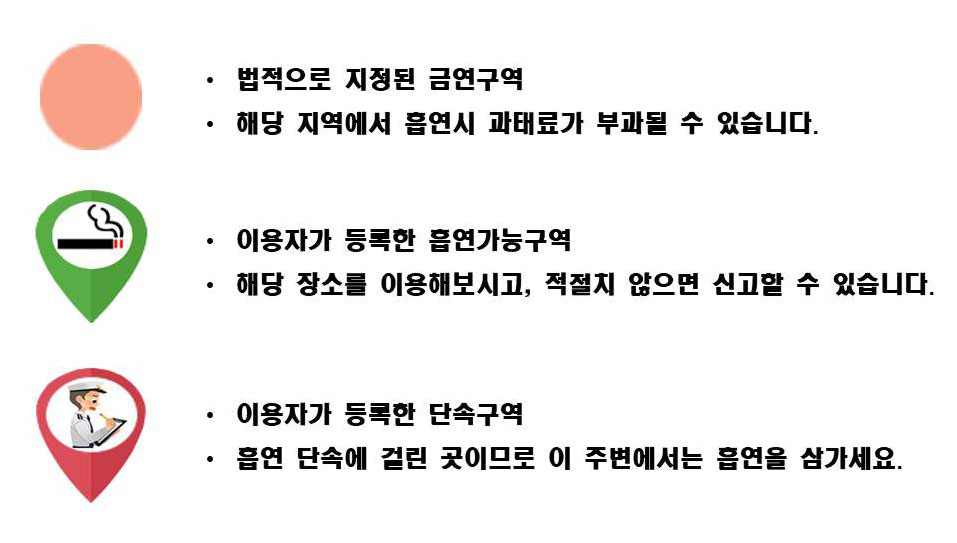 • 법적으로 지정된 금연구역
• 해당 지역에서 흡연시 과태료가 부과될 수 있습니다.
• 이용자가 등록한 흡연가능구역
• 해당 장소를 이용해보시고, 적절치 않으면 신고할 수 있습니다.
• 이용자가 등록한 단속구역
• 흡연 단속에 걸린 곳이므로 이 주변에서는 흡연을 삼가세요.